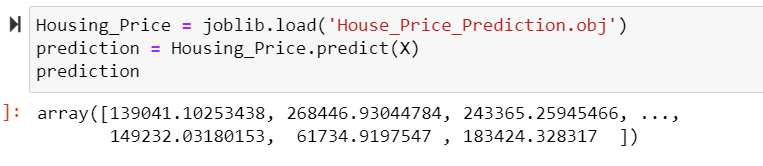 Housing_Price = joblib.load('House_Price_Prediction.obj')
prediction = Housing_Price.predict(X)
prediction
]: array([139041.10253438, 268446.93044784, 243365.25945466, ...,
149232.03180153,  61734.9197547 , 183424.328317  ])